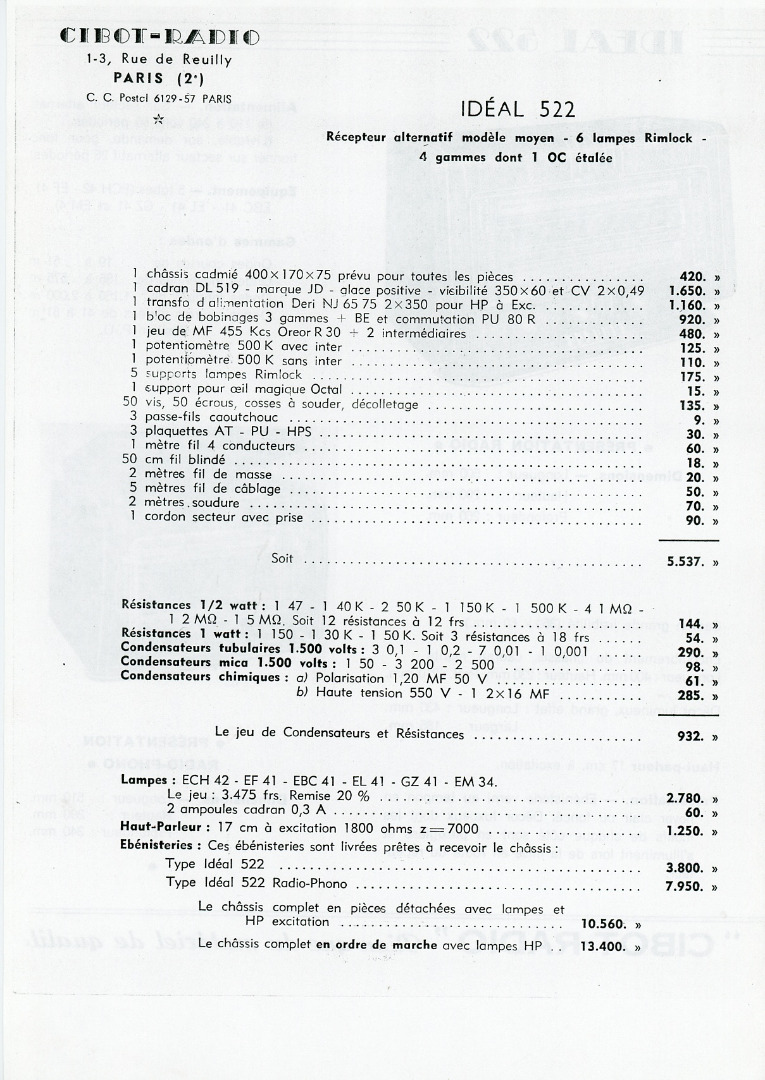 CIBOT-RADIO
1-3, Rue de Reuilly
PARIS (2e)
C. C. Postal 6129-57 PARIS
IDÉAL 522
Récepteur alternatif modèle moyen - 6 lampes Rimlock -
4 gammes dont 1 OC étalée
1 châssis cadmié 400×170×75 prévu pour toutes les pièces ................ 420. »
1 cadran DL 519 - marque JD - glace positive - visibilité 350×60 et CV 2×0,49 1.650. »
1 transfo d'alimentation Deri NJ 65 75 2×350 pour HP à Exc. ............. 1.160. »
1 bloc de bobinages 3 gammes + BE et commutation PU 80 R ............. 920. »
1 jeu de MF 455 Kcs Oreor R 30 + 2 intermédiaires ...................... 480. »
1 potentiomètre 500 K avec inter ...................................... 125. »
1 potentiomètre 500 K sans inter ...................................... 110. »
5 supports lampes Rimlock ............................................ 175. »
1 support pour œil magique Octal ...................................... 15. »
50 vis, 50 écrous, cosses à souder, décolletage ........................... 135. »
3 passe-fils caoutchouc .............................................. 9. »
3 plaquettes AT - PU - HPS ........................................... 30. »
1 mètre fil 4 conducteurs ............................................. 60. »
50 cm fil blindé ...................................................... 18. »
2 mètres fil de masse ................................................ 20. »
5 mètres fil de câblage ............................................... 50. »
2 mètres soudure .................................................... 70. »
1 cordon secteur avec prise ........................................... 90. »
Soit ............................................ 5.537. »
Résistances 1/2 watt : 1 47 - 1 40 K - 2 50 K - 1 150 K - 1 500 K - 4 1 MΩ -
1 2 MΩ - 1 5 MΩ. Soit 12 résistances à 12 frs ....................... 144. »
Résistances 1 watt : 1 150 - 1 30 K - 1 50 K. Soit 3 résistances à 18 frs ...... 54. »
Condensateurs tubulaires 1.500 volts : 3 0,1 - 1 0,2 - 7 0,01 - 1 0,001 ....... 290. »
Condensateurs mica 1.500 volts : 1 50 - 3 200 - 2 500 ................... 98. »
Condensateurs chimiques : a) Polarisation 1,20 MF 50 V .................... 61. »
b) Haute tension 550 V - 1 2×16 MF ........... 285. »
Le jeu de Condensateurs et Résistances ...................... 932. »
Lampes : ECH 42 - EF 41 - EBC 41 - EL 41 - GZ 41 - EM 34.
Le jeu : 3.475 frs. Remise 20 % .................................. 2.780. »
2 ampoules cadran 0,3 A ........................................ 60. »
Haut-Parleur : 17 cm à excitation 1800 ohms z = 7000 .................... 1.250. »
Ebénisteries : Ces ébénisteries sont livrées prêtes à recevoir le châssis :
Type Idéal 522 ............................................... 3.800. »
Type Idéal 522 Radio-Phono ..................................... 7.950. »
Le châssis complet en pièces détachées avec lampes et
HP excitation ............................. 10.560. »
Le châssis complet en ordre de marche avec lampes HP .. 13.400. »